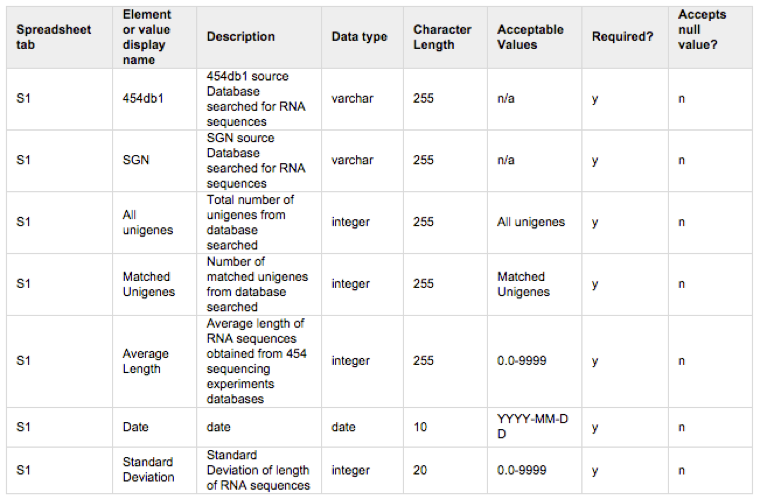 Spreadsheet tab | Element or value display name | Description | Data type | Character Length | Acceptable Values | Required? | Accepts null value?
S1 | 454db1 | 454db1 source Database searched for RNA sequences | varchar | 255 | n/a | y | n
S1 | SGN | SGN source Database searched for RNA sequences | varchar | 255 | n/a | y | n
S1 | All unigenes | Total number of unigenes from database searched | integer | 255 | All unigenes | y | n
S1 | Matched Unigenes | Number of matched unigenes from database searched | integer | 255 | Matched Unigenes | y | n
S1 | Average Length | Average length of RNA sequences obtained from 454 sequencing experiments databases | integer | 255 | 0.0-9999 | y | n
S1 | Date | date | date | 10 | YYYY-MM-DD | y | n
S1 | Standard Deviation | Standard Deviation of length of RNA sequences | integer | 20 | 0.0-9999 | y | n